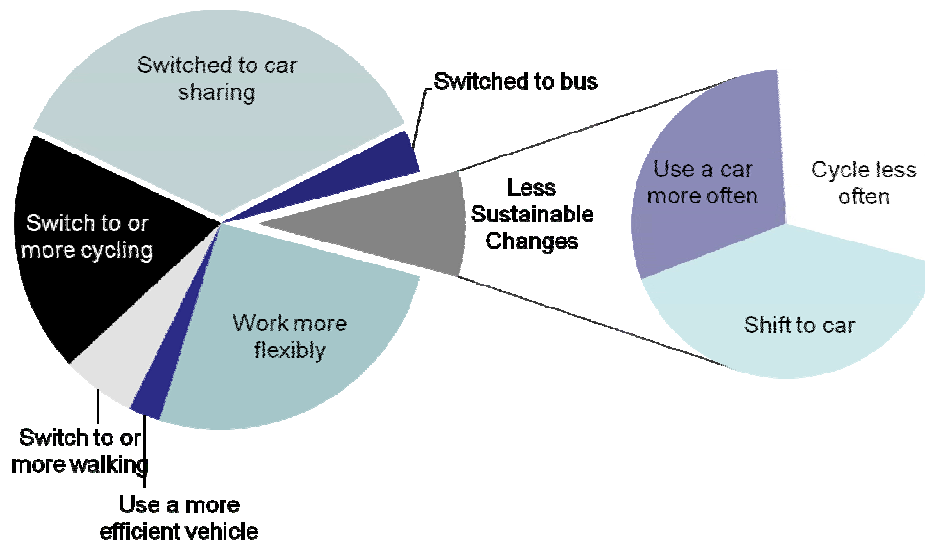 Switched to car
sharing
Switched to bus
Less
Sustainable
Changes
Use a car
more often
Cycle less
often
Shift to car
Switch to or
more cycling
Work more
flexibly
Switch to or
more walking
Use a more
efficient vehicle